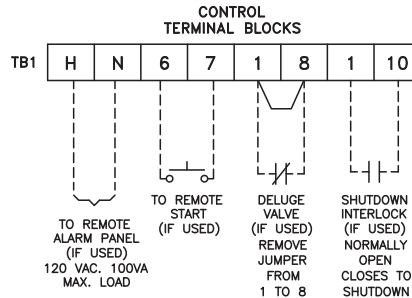 CONTROL
TERMINAL BLOCKS
TB1 H N 6 7 1 8 1 10
TO REMOTE
ALARM PANEL
(IF USED)
120 VAC. 100VA
MAX. LOAD
TO REMOTE
START
(IF USED)
DELUGE
VALVE
(IF USED)
REMOVE
JUMPER
FROM
1 TO 8
SHUTDOWN
INTERLOCK
(IF USED)
NORMALLY
OPEN
CLOSES TO
SHUTDOWN